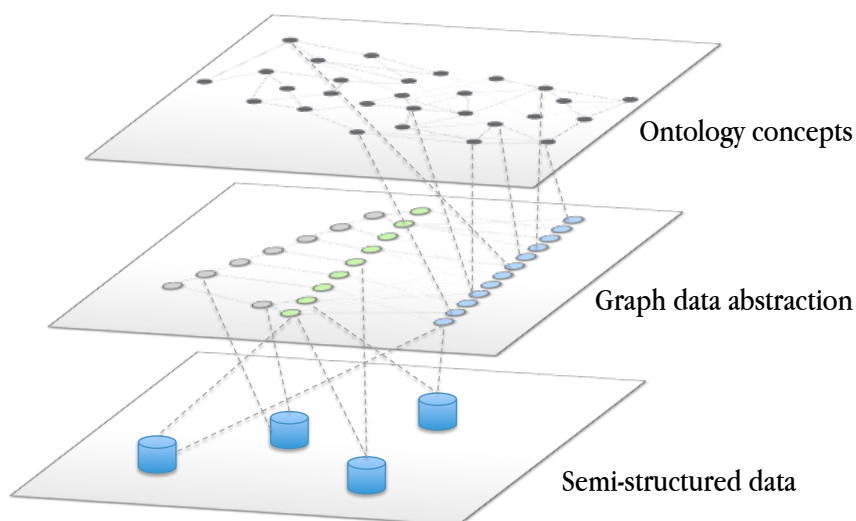 Ontology concepts
Graph data abstraction
Semi-structured data